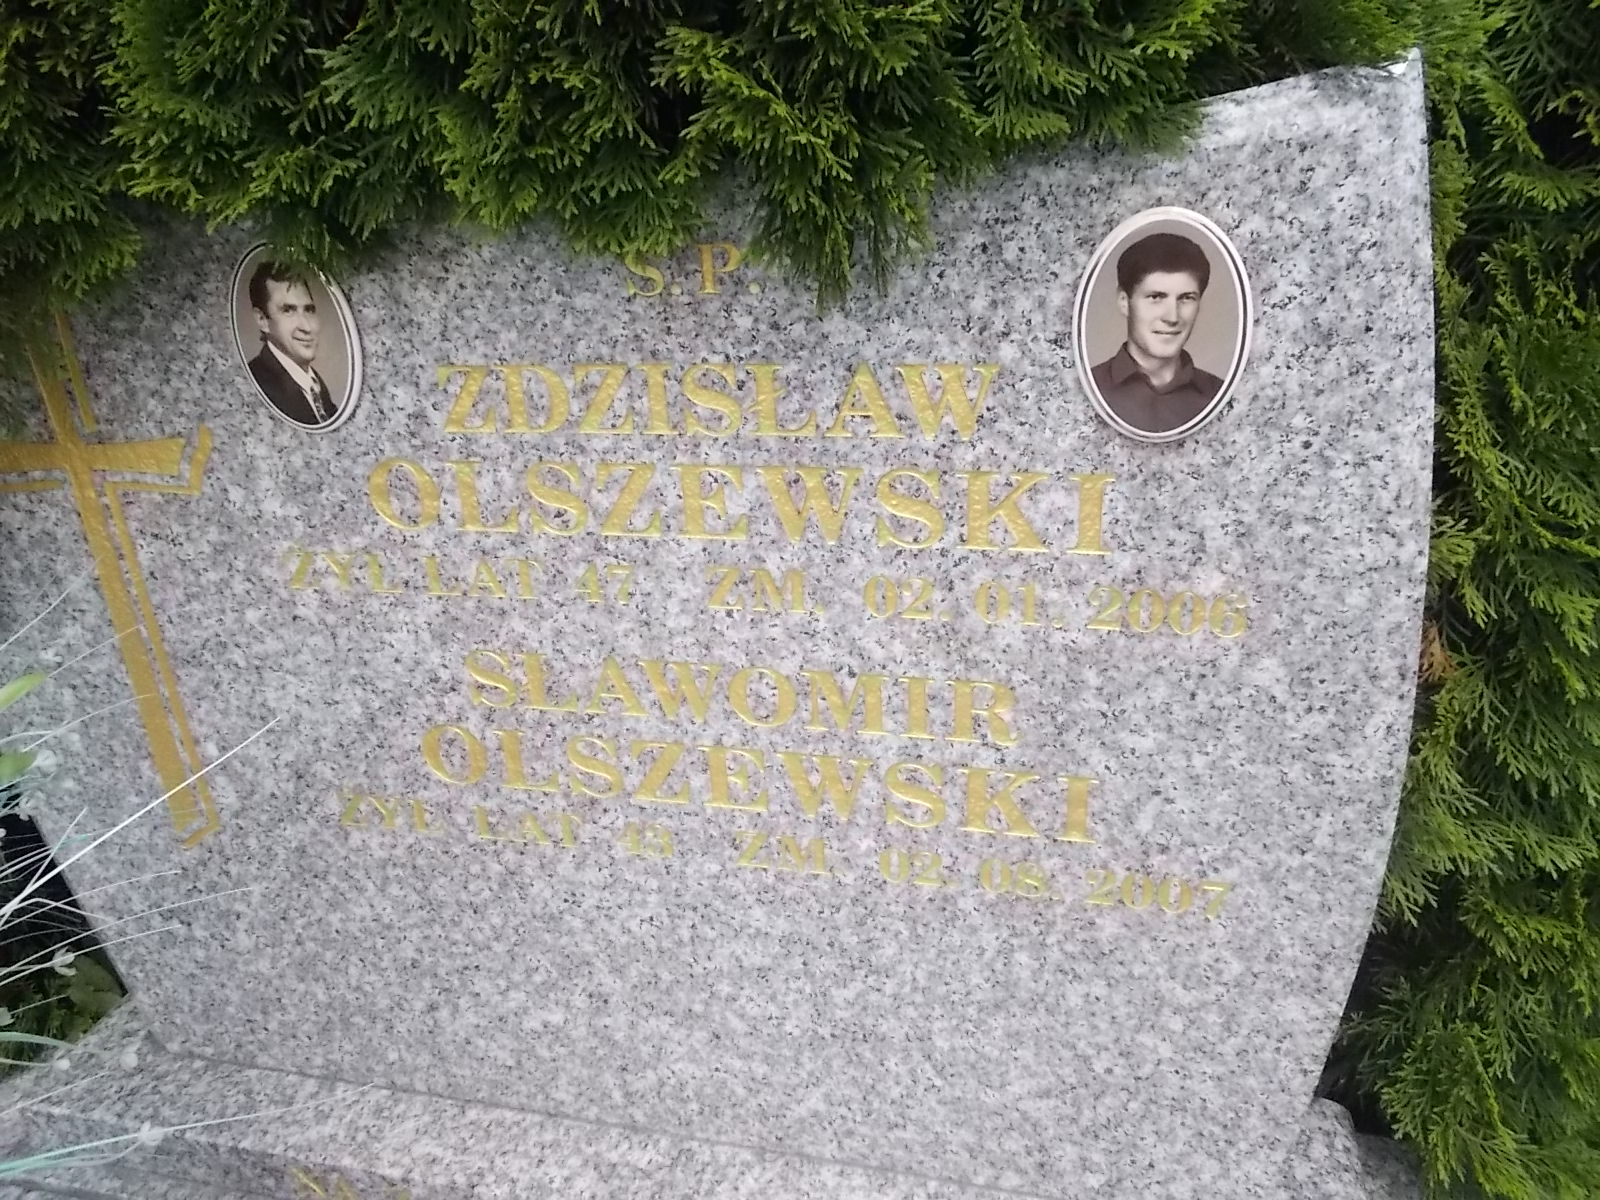 Ś.P.
ZDZISŁAW
OLSZEWSKI
ŻYŁ LAT 47 ZM. 02. 01. 2006
SŁAWOMIR
OLSZEWSKI
ŻYŁ LAT 43 ZM. 02. 08. 2007